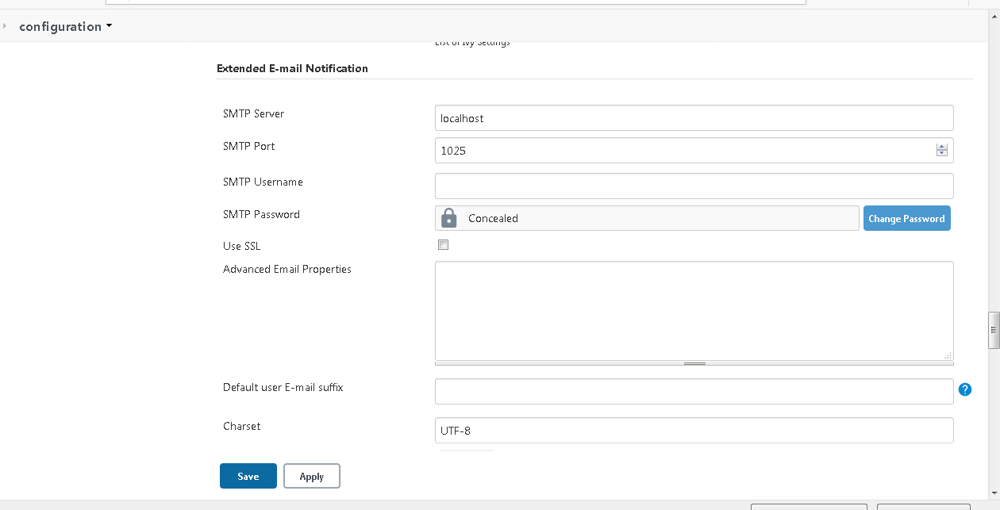 configuration
List of Ivy Settings
Extended E-mail Notification
SMTP Server
localhost
SMTP Port
1025
SMTP Username
SMTP Password
Concealed
Change Password
Use SSL
Advanced Email Properties
Default user E-mail suffix
?
Charset
UTF-8
Save
Apply